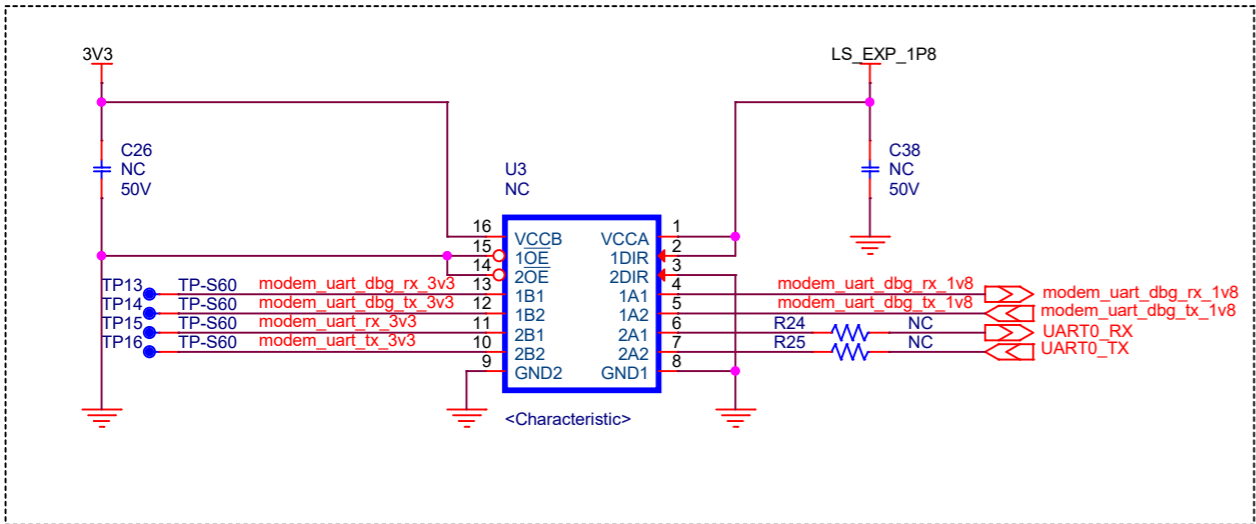 3V3
LS_EXP_1P8
C26
NC
50V
C38
NC
50V
U3
NC
16
VCCB
15
1OE
14
2OE
13
1B1
12
1B2
11
2B1
10
2B2
9
GND2
1
VCCA
2
1DIR
3
2DIR
4
1A1
5
1A2
6
2A1
7
2A2
8
GND1
TP13
TP-S60
modem_uart_dbg_rx_3v3
TP14
TP-S60
modem_uart_dbg_tx_3v3
TP15
TP-S60
modem_uart_rx_3v3
TP16
TP-S60
modem_uart_tx_3v3
modem_uart_dbg_rx_1v8
modem_uart_dbg_rx_1v8
modem_uart_dbg_tx_1v8
modem_uart_dbg_tx_1v8
R24
NC
UART0_RX
R25
NC
UART0_TX
<Characteristic>